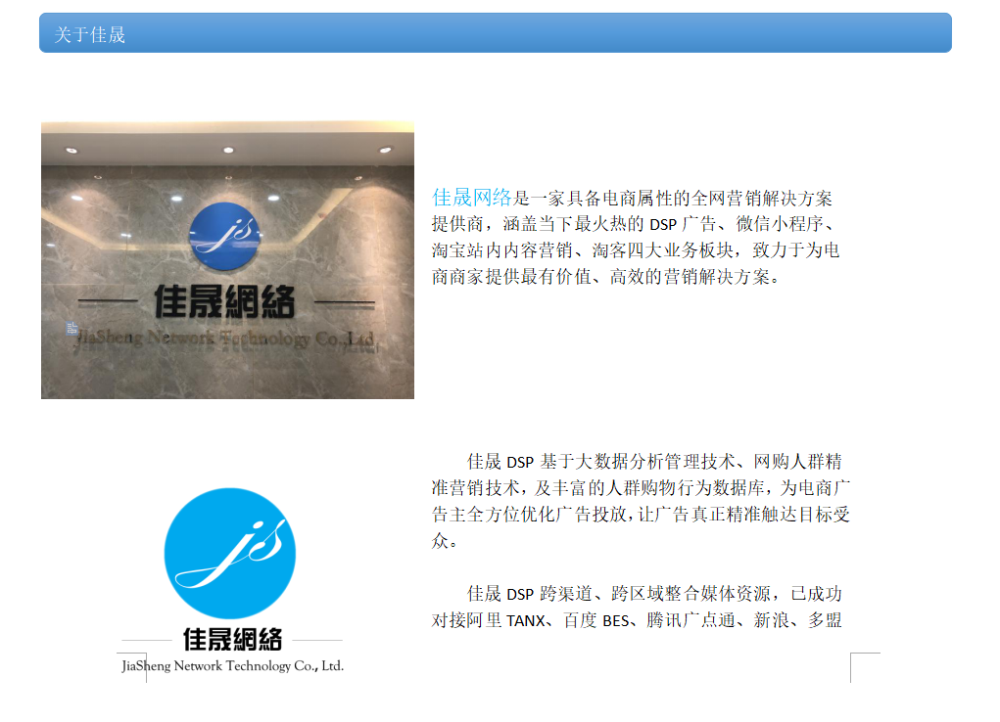 关于佳晟
js
佳晟網絡
JiaSheng Network Technology Co.,Ltd.
佳晟网络是一家具备电商属性的全网营销解决方案
提供商，涵盖当下最火热的 DSP 广告、微信小程序、
淘宝站内内容营销、淘客四大业务板块，致力于为电
商商家提供最有价值、高效的营销解决方案。
js
佳晟網絡
JiaSheng Network Technology Co., Ltd.
佳晟 DSP 基于大数据分析管理技术、网购人群精
准营销技术，及丰富的人群购物行为数据库，为电商广
告主全方位优化广告投放，让广告真正精准触达目标受
众。
佳晟 DSP 跨渠道、跨区域整合媒体资源，已成功
对接阿里 TANX、百度 BES、腾讯广点通、新浪、多盟